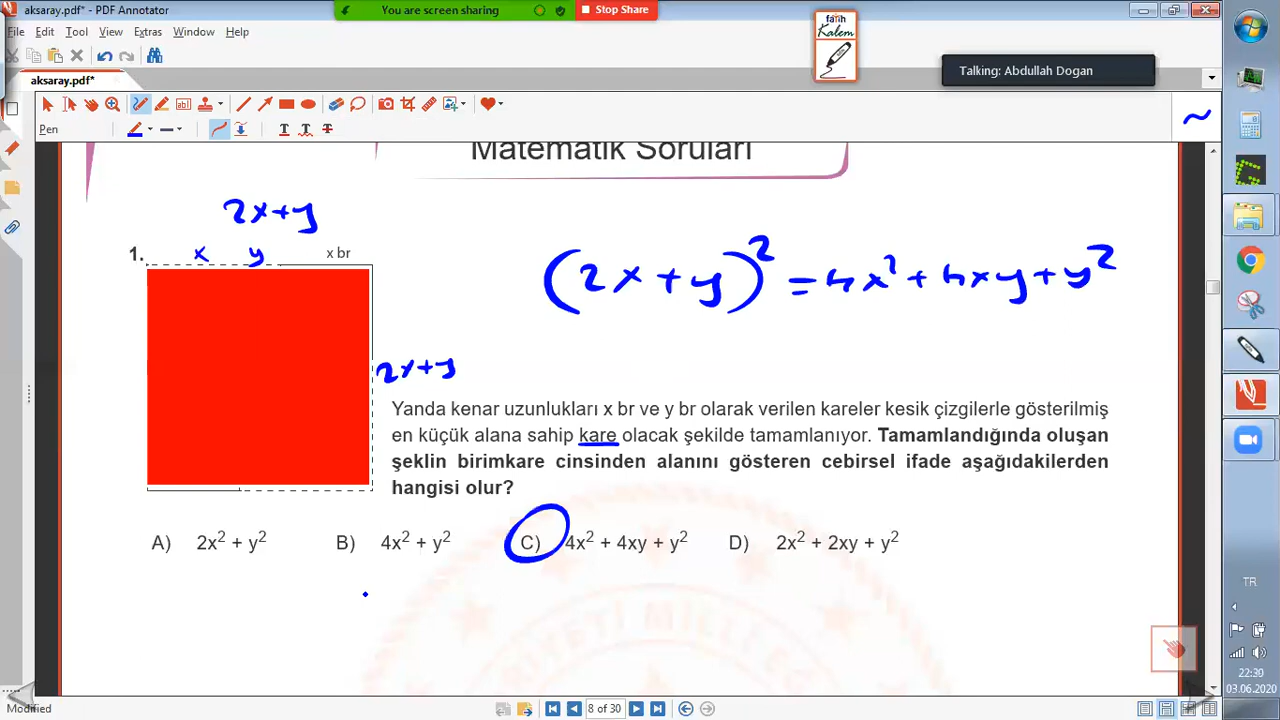 aksaray.pdf* - PDF Annotator
You are screen sharing
Stop Share
File Edit Tool View Extras Window Help
fatih
Kalem
Talking: Abdullah Dogan
aksaray.pdf*
Pen
Matematik Soruları
2x+y
1. x y x br
(2x+y)² = 4x² + 4xy + y²
2x+y
Yanda kenar uzunlukları x br ve y br olarak verilen kareler kesik çizgilerle gösterilmiş
en küçük alana sahip kare olacak şekilde tamamlanıyor. Tamamlandığında oluşan
şeklin birimkare cinsinden alanını gösteren cebirsel ifade aşağıdakilerden
hangisi olur?
A) 2x² + y² B) 4x² + y² C) 4x² + 4xy + y² D) 2x² + 2xy + y²
TR
22:39
03.06.2020
Modified
8 of 30